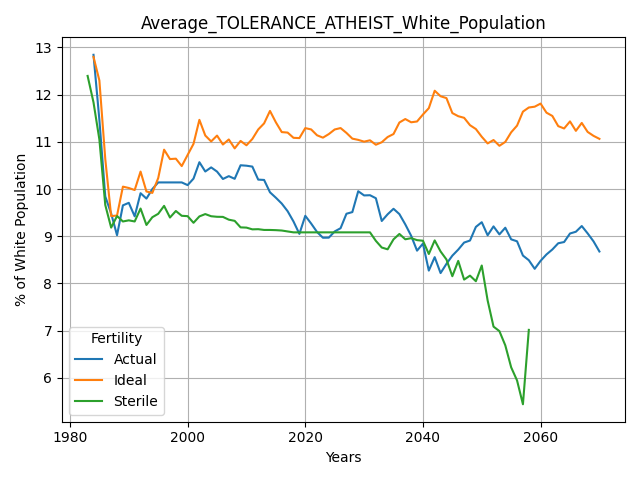 Average_TOLERANCE_ATHEIST_White_Population
% of White Population
13
12
11
10
9
8
7
6
Fertility
Actual
Ideal
Sterile
1980
2000
2020
2040
2060
Years